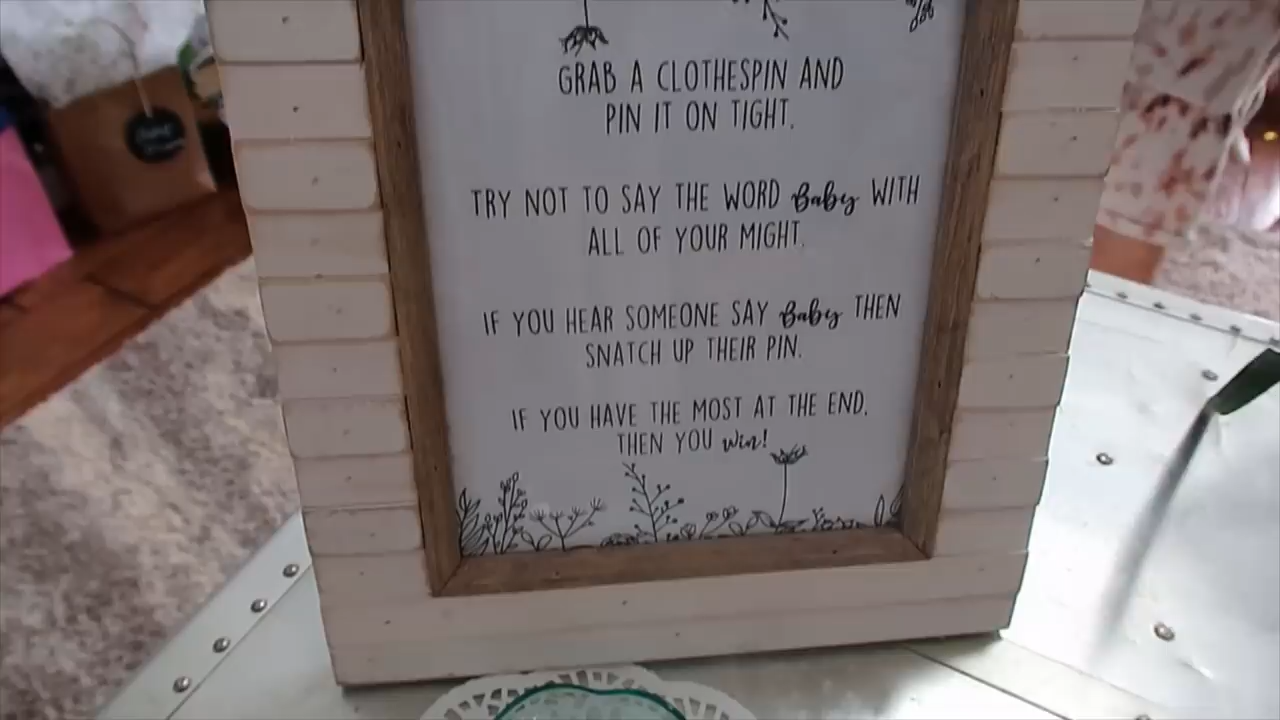 GRAB A CLOTHESPIN AND
PIN IT ON TIGHT.
TRY NOT TO SAY THE WORD Baby WITH
ALL OF YOUR MIGHT.
IF YOU HEAR SOMEONE SAY Baby THEN
SNATCH UP THEIR PIN.
IF YOU HAVE THE MOST AT THE END,
THEN YOU win!